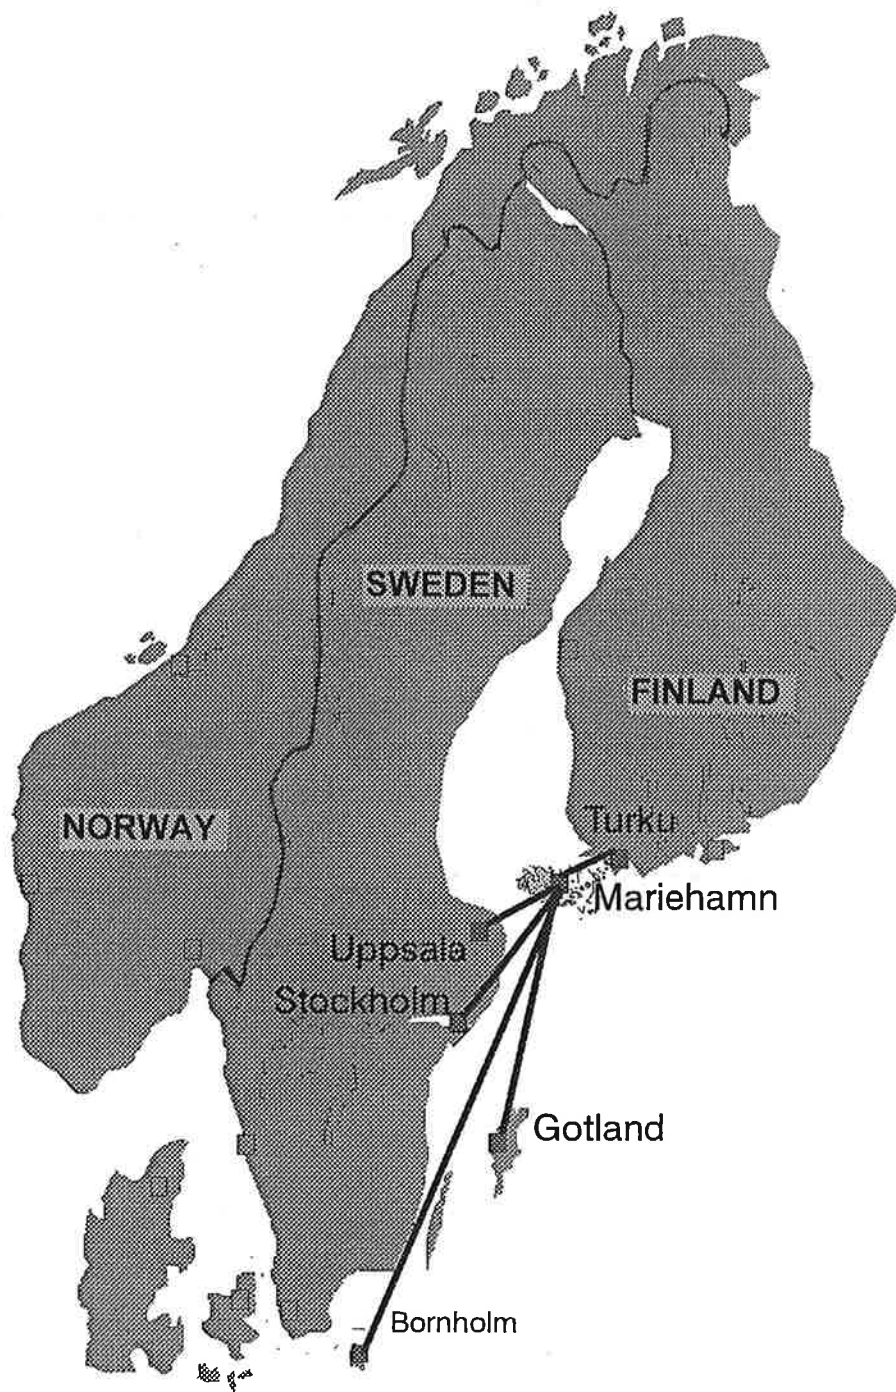 SWEDEN
FINLAND
NORWAY
Turku
Mariehamn
Uppsala
Stockholm
Gotland
Bornholm